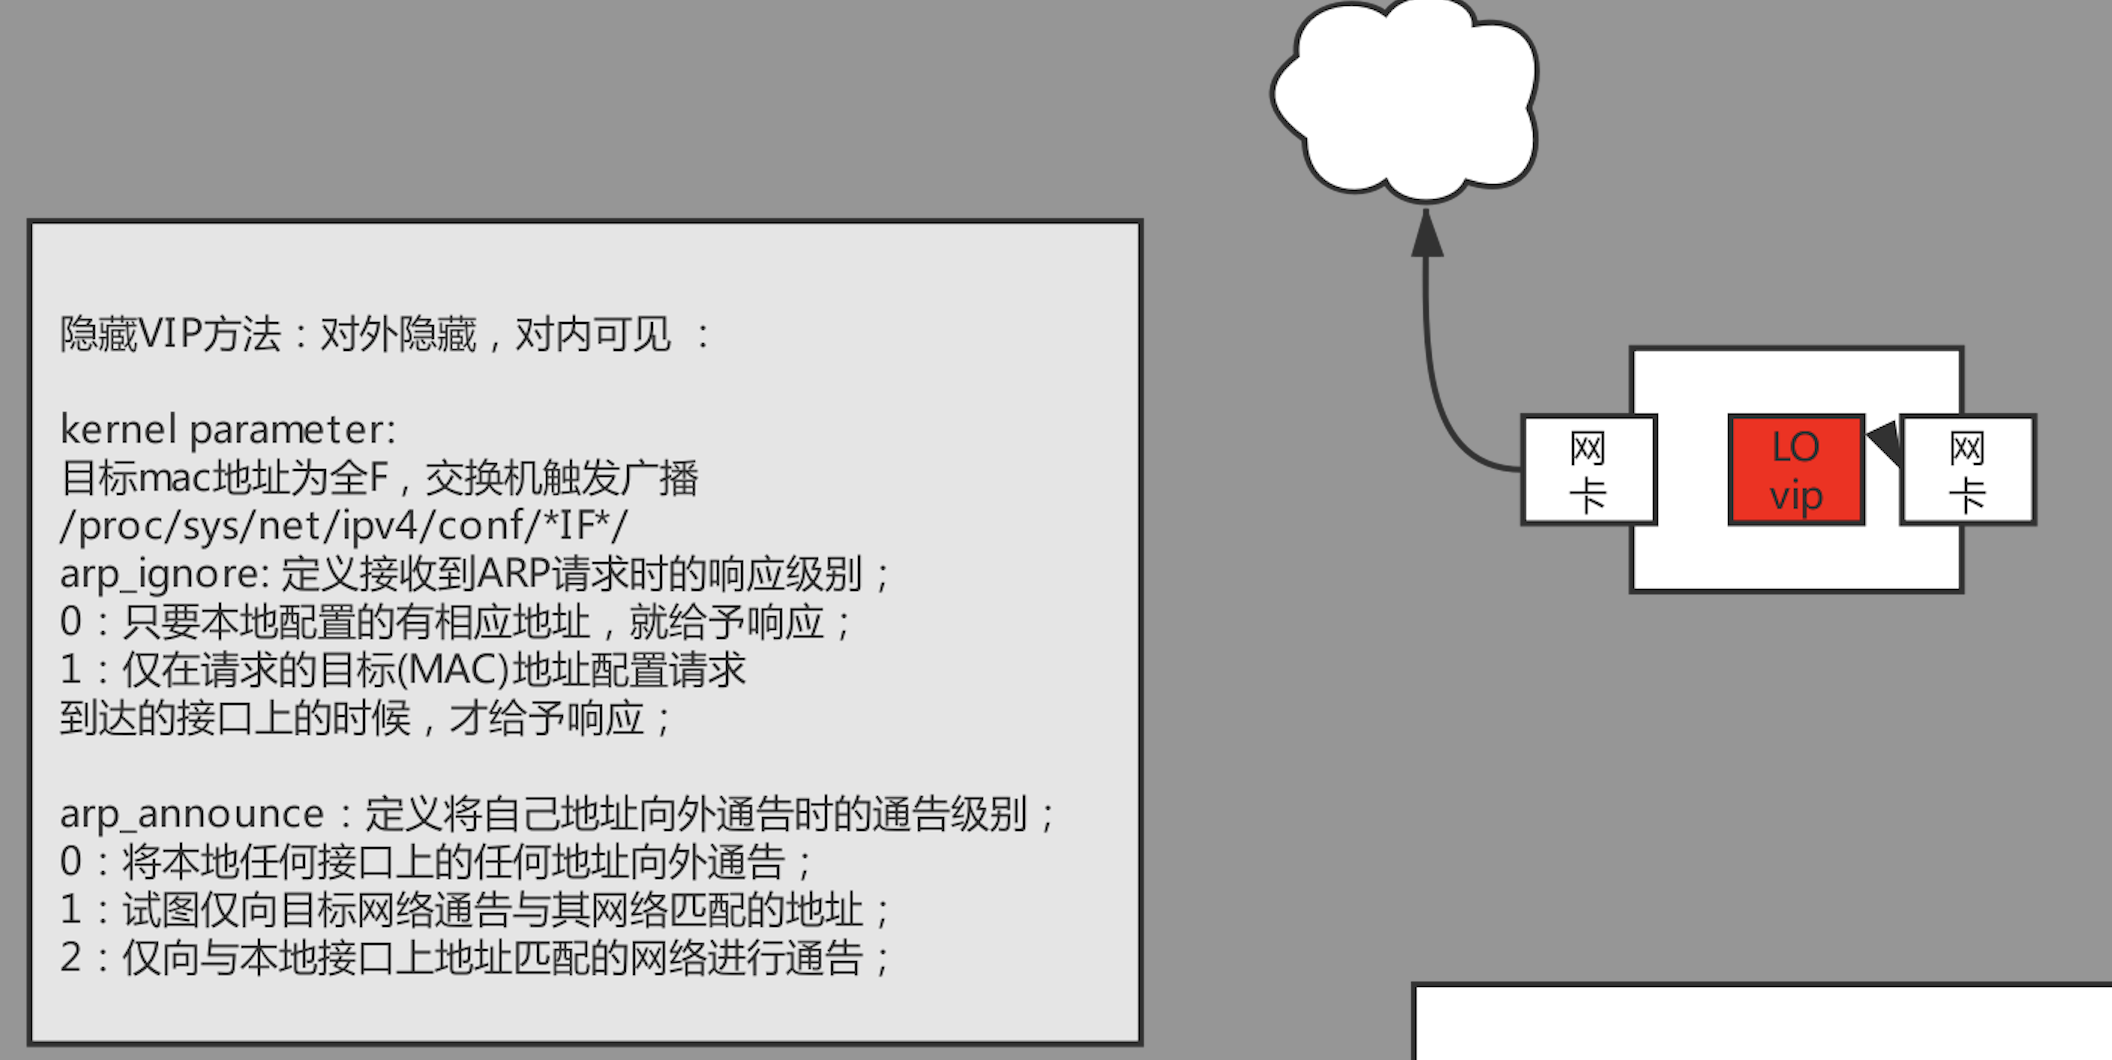 隐藏VIP方法：对外隐藏，对内可见 ：
kernel parameter:
目标mac地址为全F，交换机触发广播
/proc/sys/net/ipv4/conf/*IF*/
arp_ignore: 定义接收到ARP请求时的响应级别；
0：只要本地配置的有相应地址，就给予响应；
1：仅在请求的目标(MAC)地址配置请求
到达的接口上的时候，才给予响应；
arp_announce：定义将自己地址向外通告时的通告级别；
0：将本地任何接口上的任何地址向外通告；
1：试图仅向目标网络通告与其网络匹配的地址；
2：仅向与本地接口上地址匹配的网络进行通告；
网
卡
LO
vip
网
卡